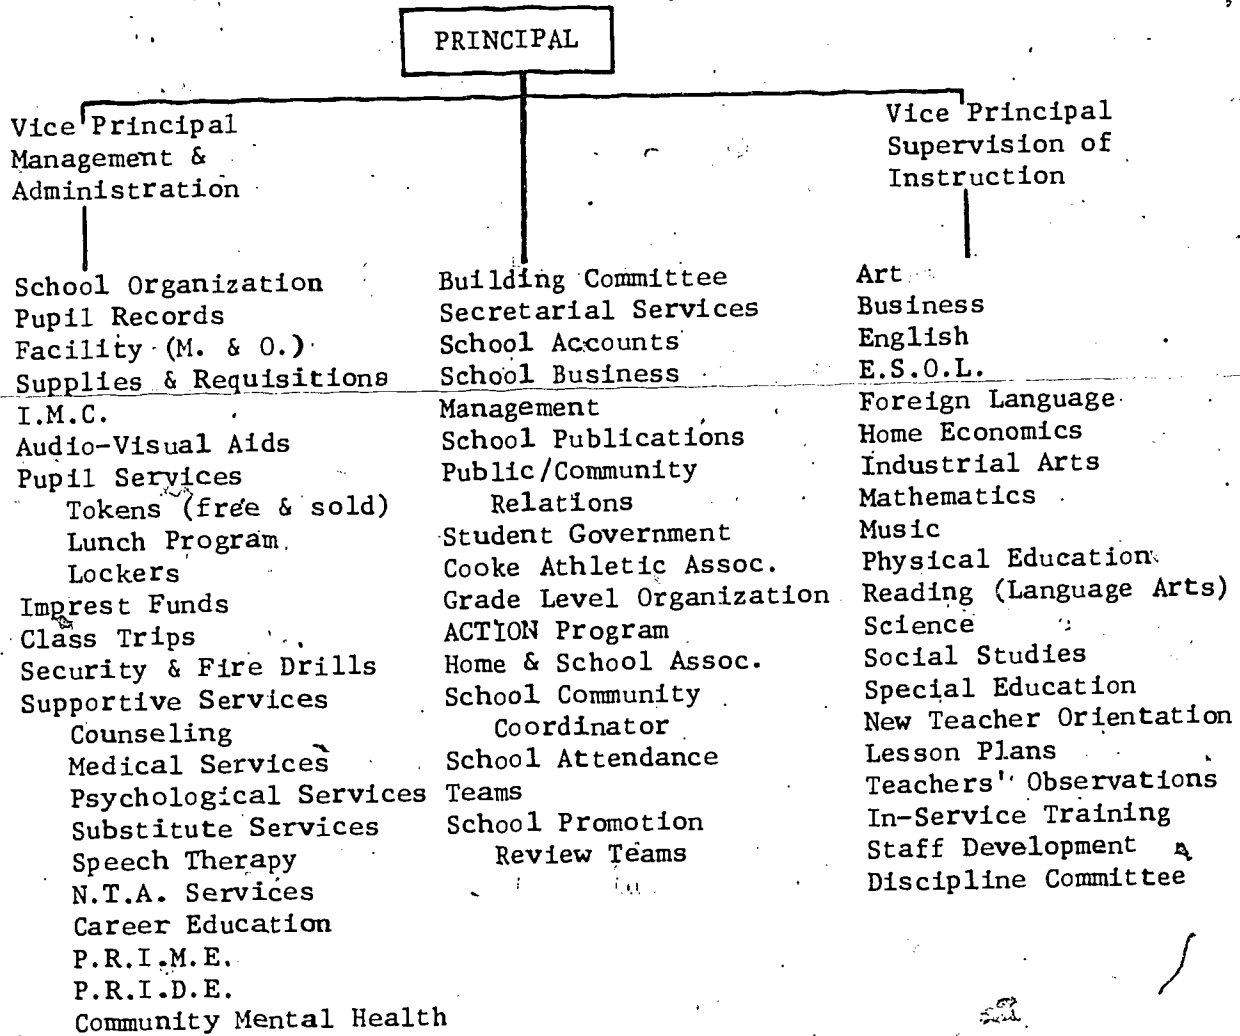 PRINCIPAL
Vice Principal
Management &
Administration
School Organization
Pupil Records
Facility (M. & O.)
Supplies & Requisitions
I.M.C.
Audio-Visual Aids
Pupil Services
Tokens (free & sold)
Lunch Program
Lockers
Imprest Funds
Class Trips
Security & Fire Drills
Supportive Services
Counseling
Medical Services
Psychological Services
Substitute Services
Speech Therapy
N.T.A. Services
Career Education
P.R.I.M.E.
P.R.I.D.E.
Community Mental Health
Building Committee
Secretarial Services
School Accounts
School Business
Management
School Publications
Public/Community
Relations
Student Government
Cooke Athletic Assoc.
Grade Level Organization
ACTION Program
Home & School Assoc.
School Community
Coordinator
School Attendance
Teams
School Promotion
Review Teams
Vice Principal
Supervision of
Instruction
Art
Business
English
E.S.O.L.
Foreign Language
Home Economics
Industrial Arts
Mathematics
Music
Physical Education
Reading (Language Arts)
Science
Social Studies
Special Education
New Teacher Orientation
Lesson Plans
Teachers' Observations
In-Service Training
Staff Development
Discipline Committee